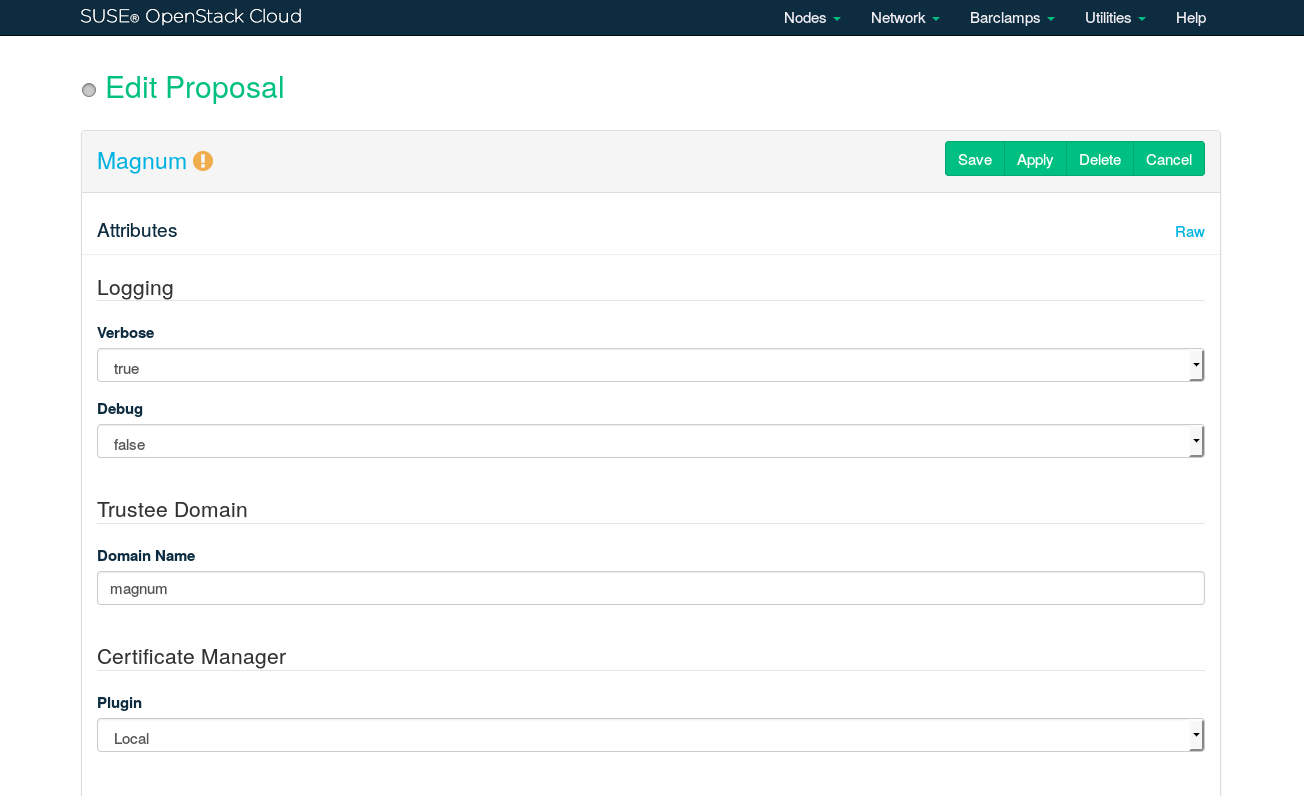 SUSE® OpenStack Cloud Nodes Network Barclamps Utilities Help
Edit Proposal
Magnum Save Apply Delete Cancel
Attributes Raw
Logging
Verbose
true
Debug
false
Trustee Domain
Domain Name
magnum
Certificate Manager
Plugin
Local